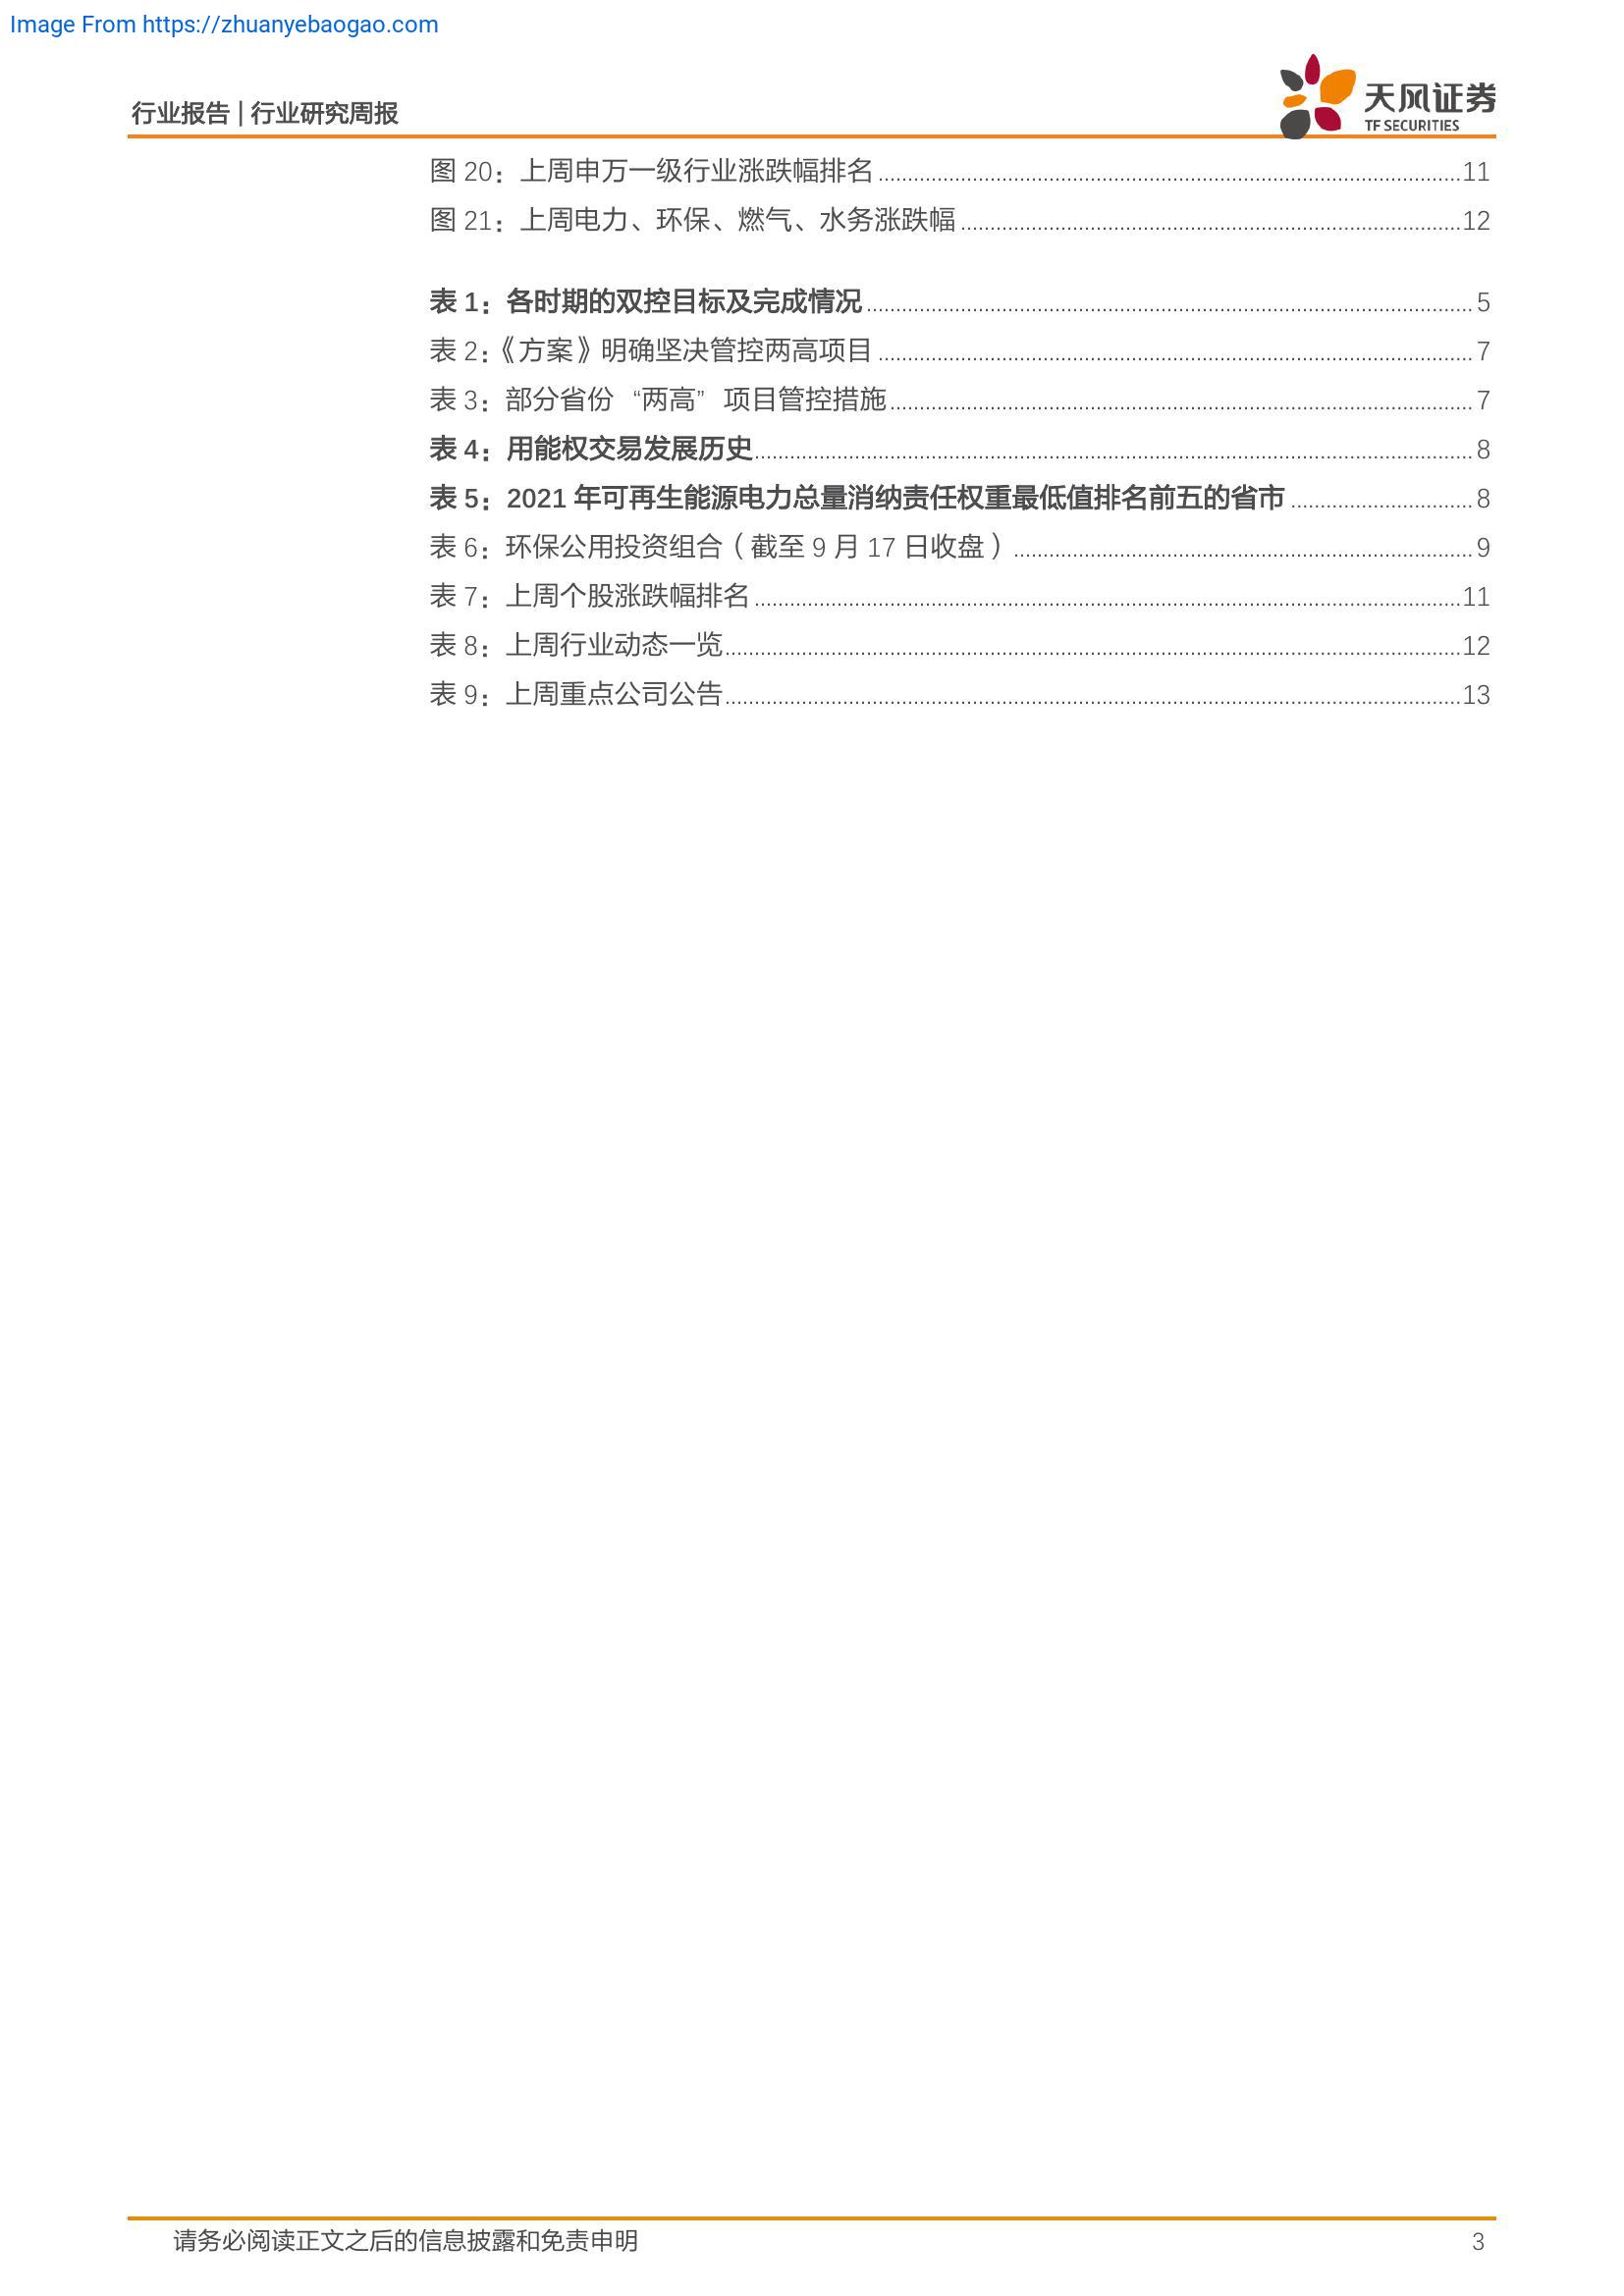 Image From https://zhuanyebaogao.com
行业报告 | 行业研究周报
天风证券
TF SECURITIES
图 20：上周申万一级行业涨跌幅排名 11
图 21：上周电力、环保、燃气、水务涨跌幅 12
表 1：各时期的双控目标及完成情况 5
表 2：《方案》明确坚决管控两高项目 7
表 3：部分省份 “两高” 项目管控措施 7
表 4：用能权交易发展历史 8
表 5：2021 年可再生能源电力总量消纳责任权重最低值排名前五的省市 8
表 6：环保公用投资组合（截至 9 月 17 日收盘） 9
表 7：上周个股涨跌幅排名 11
表 8：上周行业动态一览 12
表 9：上周重点公司公告 13
请务必阅读正文之后的信息披露和免责申明 3